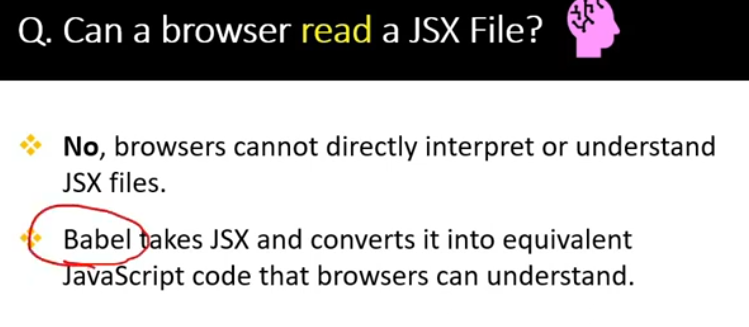 Q. Can a browser read a JSX File?
No, browsers cannot directly interpret or understand
JSX files.
Babel takes JSX and converts it into equivalent
JavaScript code that browsers can understand.